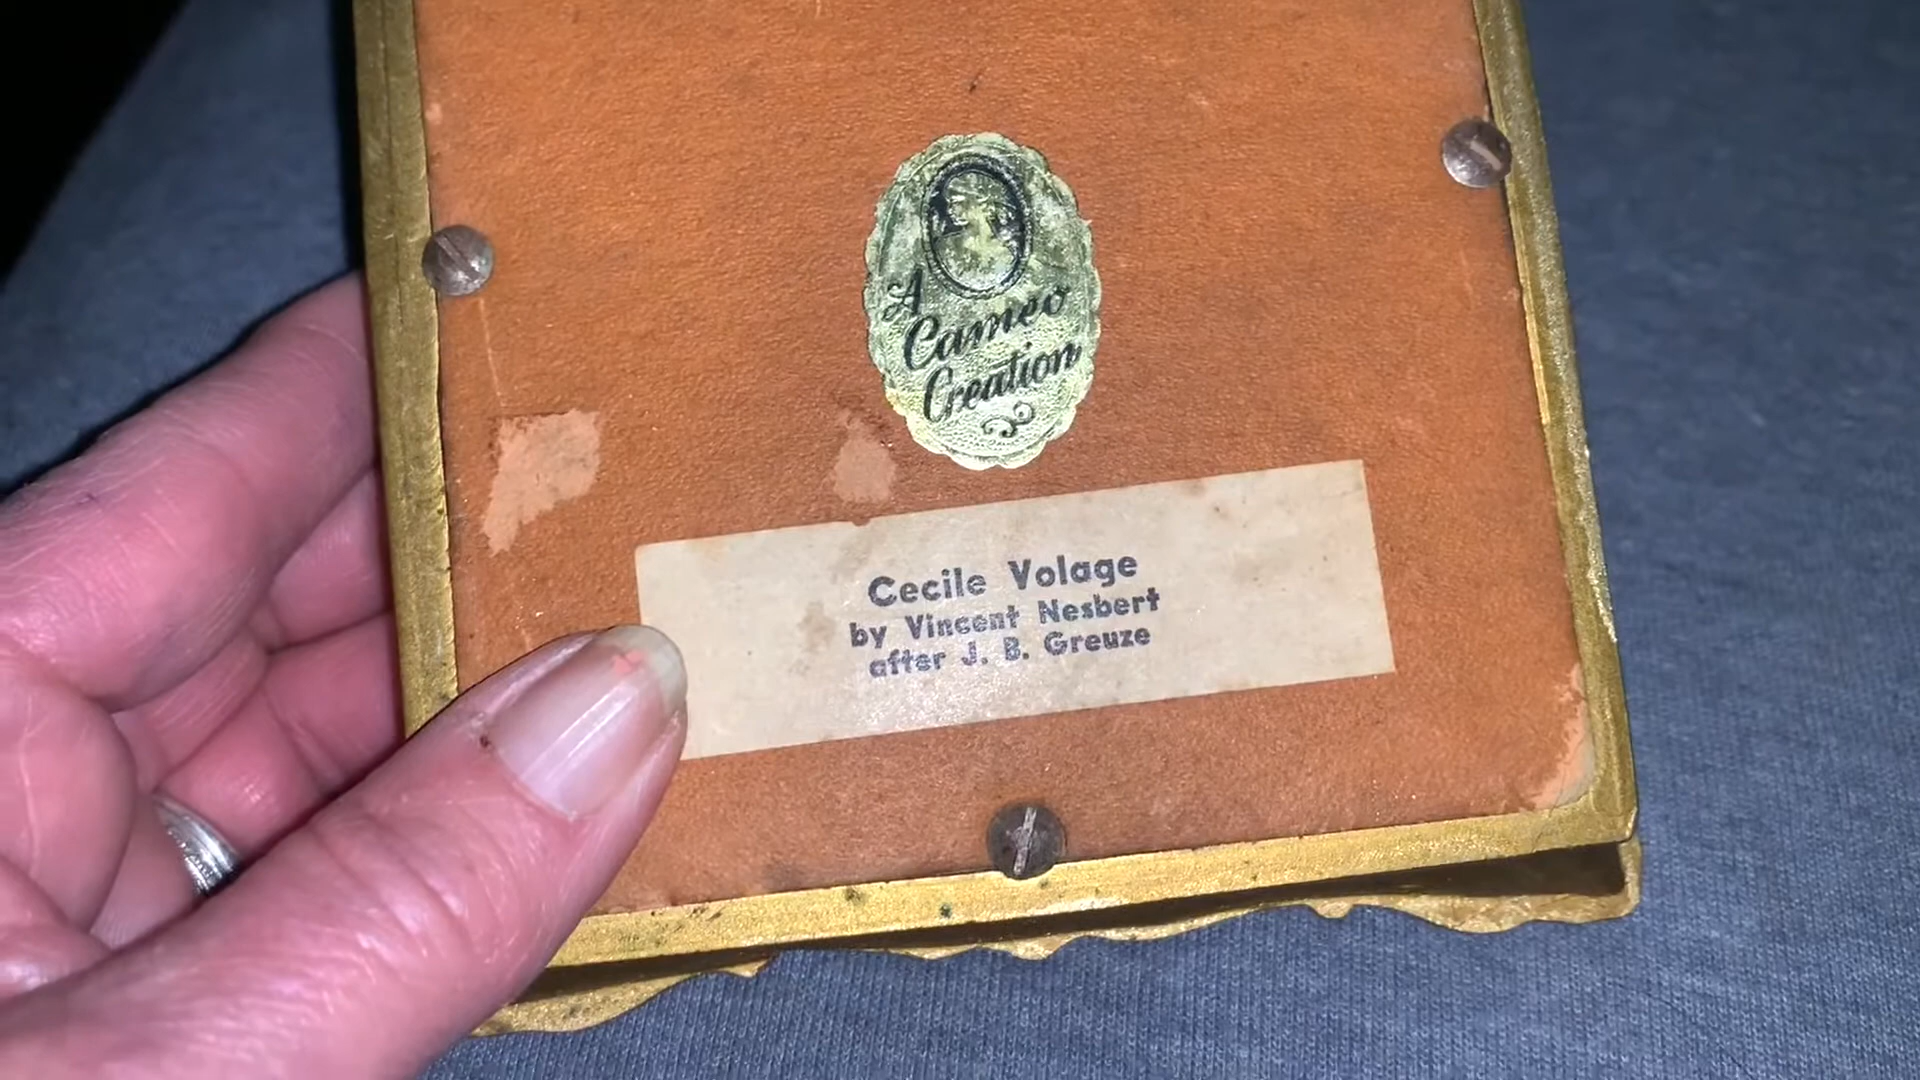 A
Cameo
Creation
Cecile Volage
by Vincent Nesbert
after J. B. Greuze